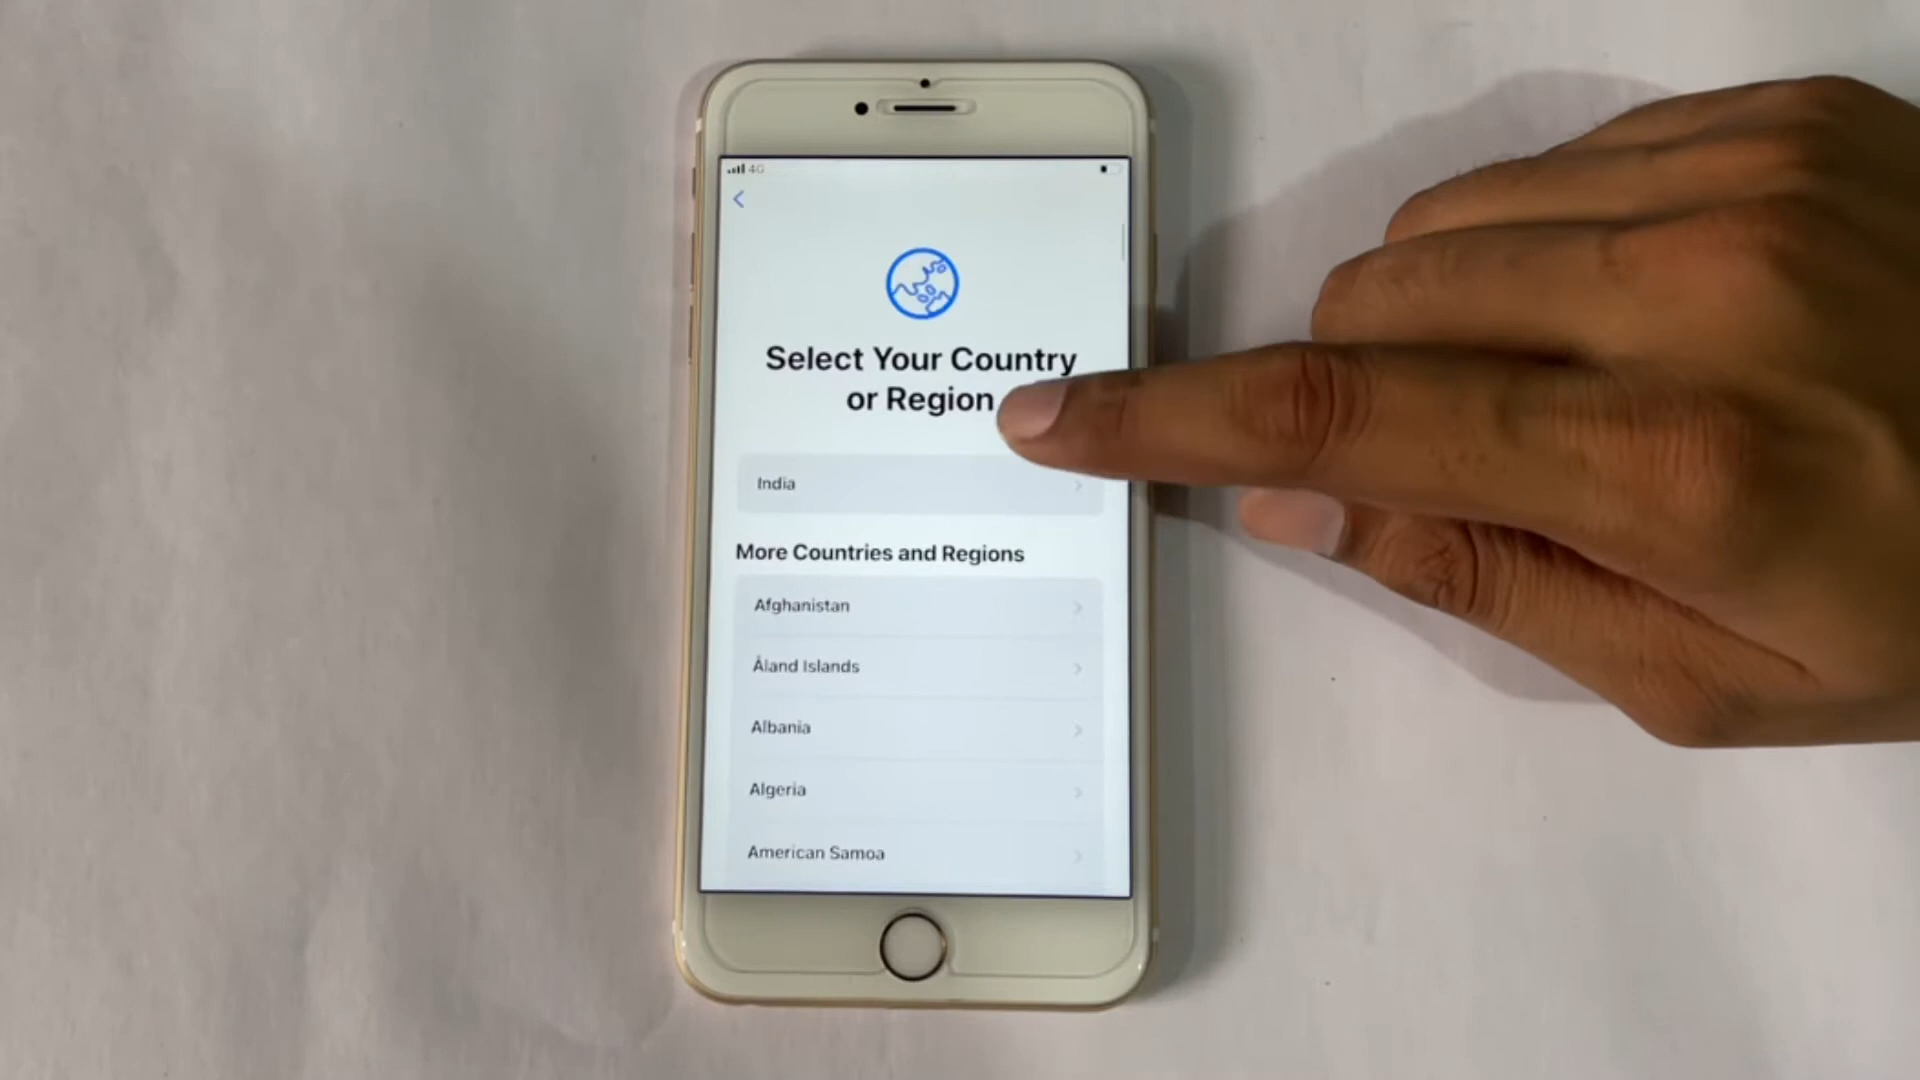 4G
Select Your Country
or Region
India
More Countries and Regions
Afghanistan
Åland Islands
Albania
Algeria
American Samoa